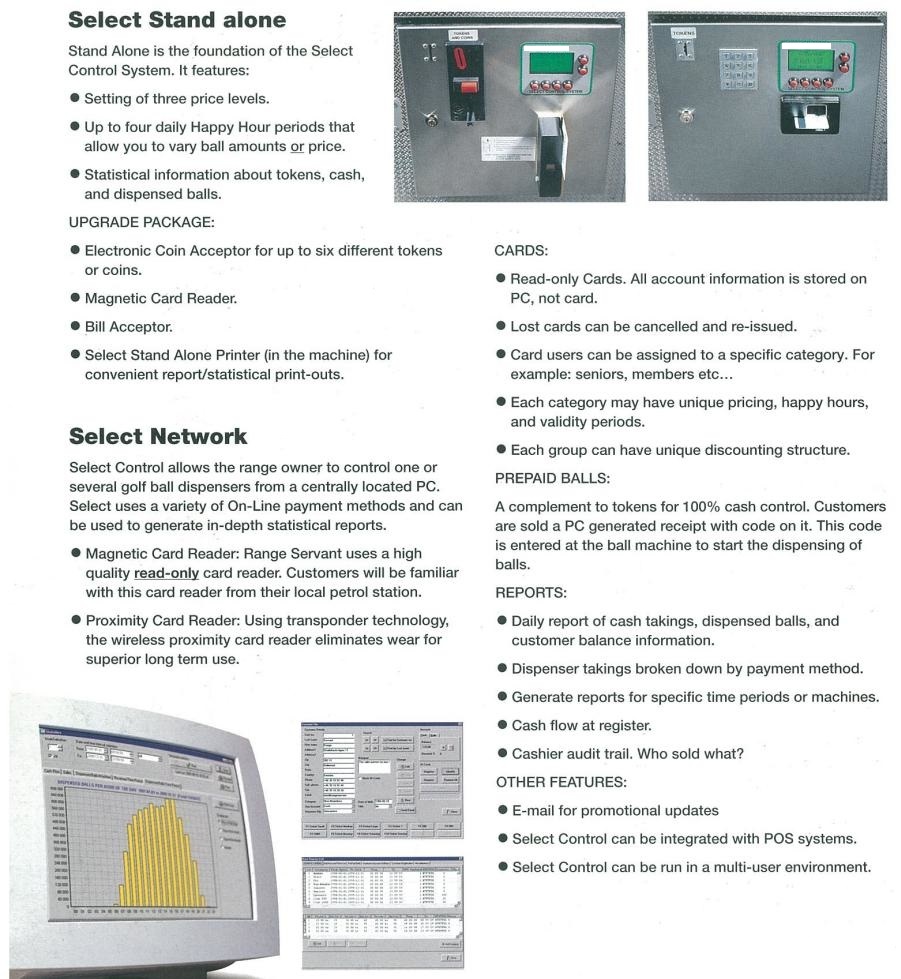 Select Stand alone
Stand Alone is the foundation of the Select
Control System. It features:
● Setting of three price levels.
● Up to four daily Happy Hour periods that
allow you to vary ball amounts or price.
● Statistical information about tokens, cash,
and dispensed balls.
UPGRADE PACKAGE:
● Electronic Coin Acceptor for up to six different tokens
or coins.
● Magnetic Card Reader.
● Bill Acceptor.
● Select Stand Alone Printer (in the machine) for
convenient report/statistical print-outs.
Select Network
Select Control allows the range owner to control one or
several golf ball dispensers from a centrally located PC.
Select uses a variety of On-Line payment methods and can
be used to generate in-depth statistical reports.
● Magnetic Card Reader: Range Servant uses a high
quality read-only card reader. Customers will be familiar
with this card reader from their local petrol station.
● Proximity Card Reader: Using transponder technology,
the wireless proximity card reader eliminates wear for
superior long term use.
TOKENS
AND COINS
SELECT CONTROL SYSTEM
TOKENS
CARDS:
● Read-only Cards. All account information is stored on
PC, not card.
● Lost cards can be cancelled and re-issued.
● Card users can be assigned to a specific category. For
example: seniors, members etc…
● Each category may have unique pricing, happy hours,
and validity periods.
● Each group can have unique discounting structure.
PREPAID BALLS:
A complement to tokens for 100% cash control. Customers
are sold a PC generated receipt with code on it. This code
is entered at the ball machine to start the dispensing of
balls.
REPORTS:
● Daily report of cash takings, dispensed balls, and
customer balance information.
● Dispenser takings broken down by payment method.
● Generate reports for specific time periods or machines.
● Cash flow at register.
● Cashier audit trail. Who sold what?
OTHER FEATURES:
● E-mail for promotional updates
● Select Control can be integrated with POS systems.
● Select Control can be run in a multi-user environment.